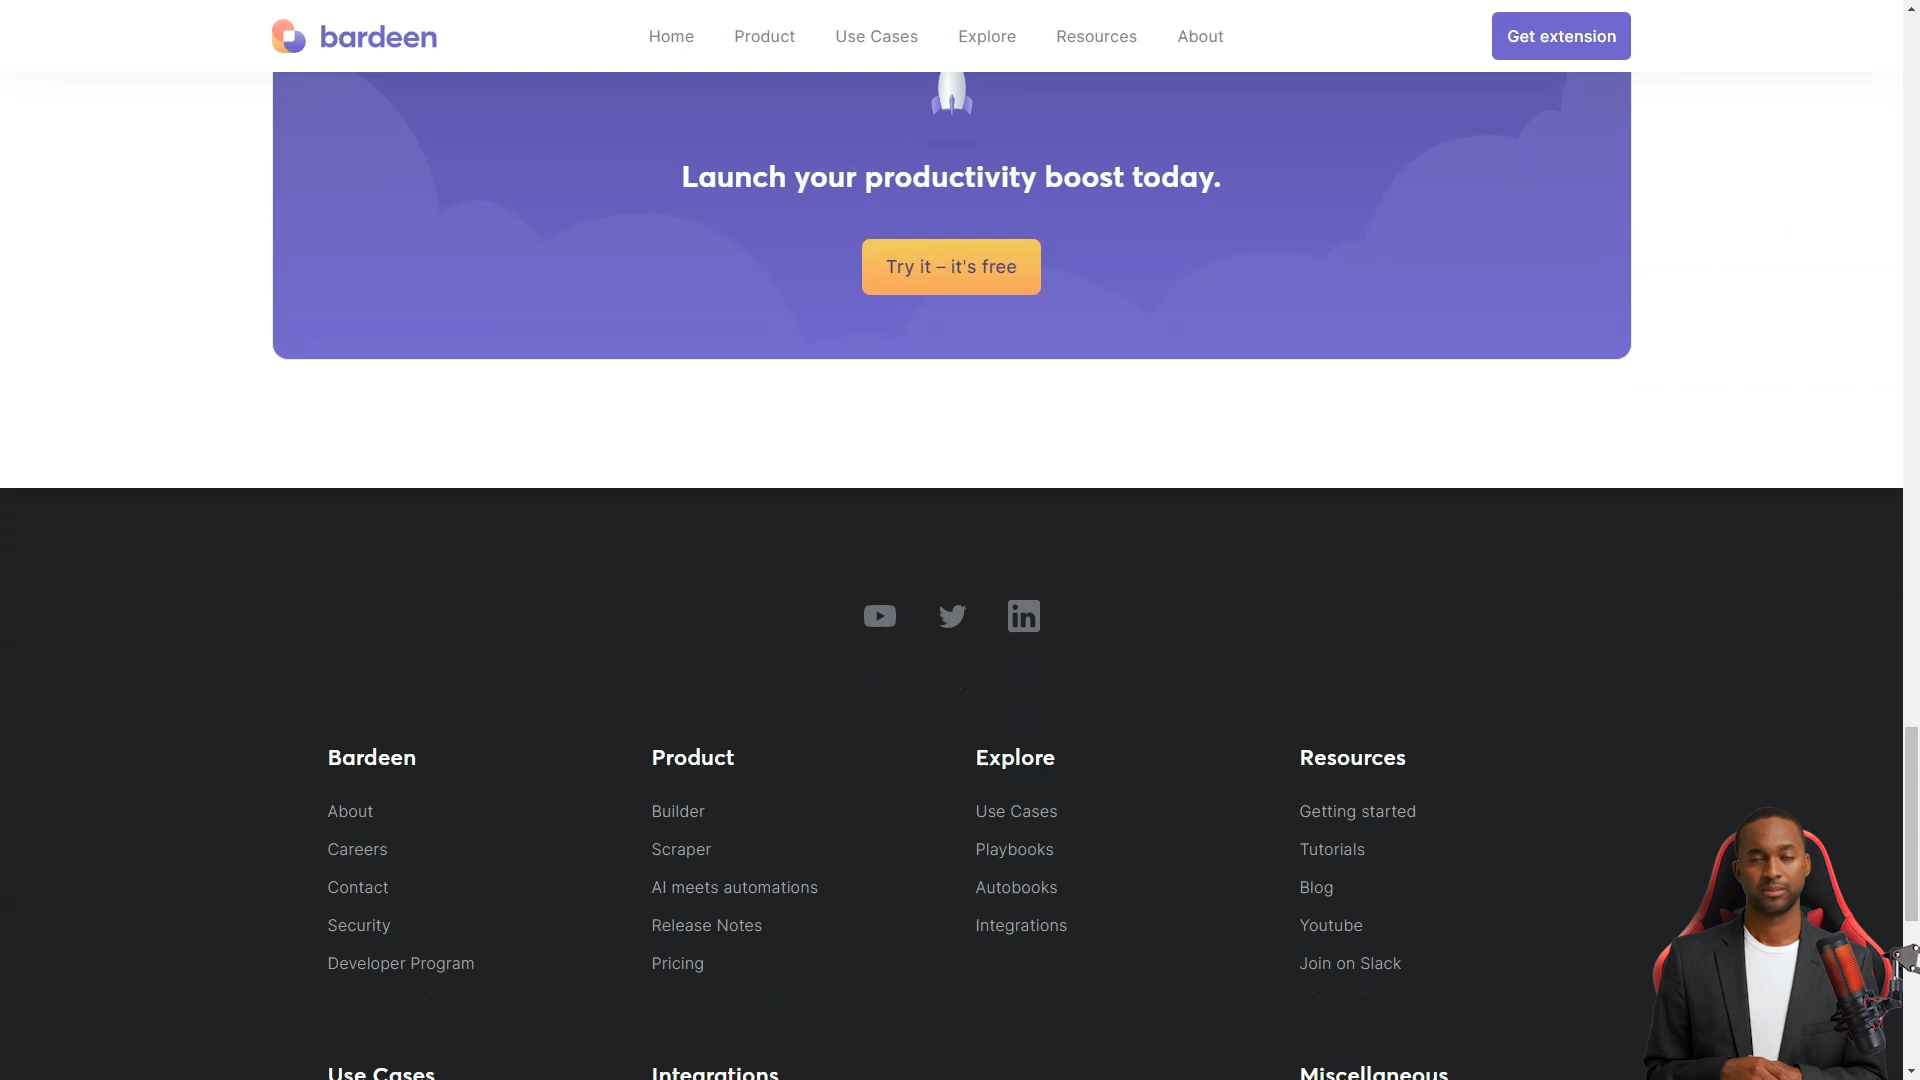 bardeen
Home
Product
Use Cases
Explore
Resources
About
Get extension
Launch your productivity boost today.
Try it – it's free
in
Bardeen
Product
Explore
Resources
About
Builder
Use Cases
Getting started
Careers
Scraper
Playbooks
Tutorials
Contact
AI meets automations
Autobooks
Blog
Security
Release Notes
Integrations
Youtube
Developer Program
Pricing
Join on Slack
Use Cases
Integrations
Miscellaneous